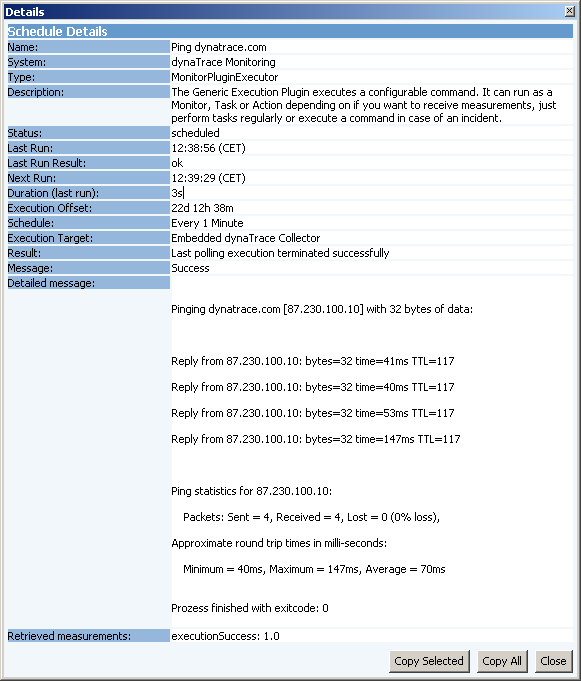 Details
Schedule Details
Name: Ping dynatrace.com
System: dynaTrace Monitoring
Type: MonitorPluginExecutor
Description: The Generic Execution Plugin executes a configurable command. It can run as a
Monitor, Task or Action depending on if you want to receive measurements, just
perform tasks regularly or execute a command in case of an incident.
Status: scheduled
Last Run: 12:38:56 (CET)
Last Run Result: ok
Next Run: 12:39:29 (CET)
Duration (last run): 3s
Execution Offset: 22d 12h 38m
Schedule: Every 1 Minute
Execution Target: Embedded dynaTrace Collector
Result: Last polling execution terminated successfully
Message: Success
Detailed message:
Pinging dynatrace.com [87.230.100.10] with 32 bytes of data:
Reply from 87.230.100.10: bytes=32 time=41ms TTL=117
Reply from 87.230.100.10: bytes=32 time=40ms TTL=117
Reply from 87.230.100.10: bytes=32 time=53ms TTL=117
Reply from 87.230.100.10: bytes=32 time=147ms TTL=117
Ping statistics for 87.230.100.10:
Packets: Sent = 4, Received = 4, Lost = 0 (0% loss),
Approximate round trip times in milli-seconds:
Minimum = 40ms, Maximum = 147ms, Average = 70ms
Prozess finished with exitcode: 0
Retrieved measurements: executionSuccess: 1.0
Copy Selected Copy All Close